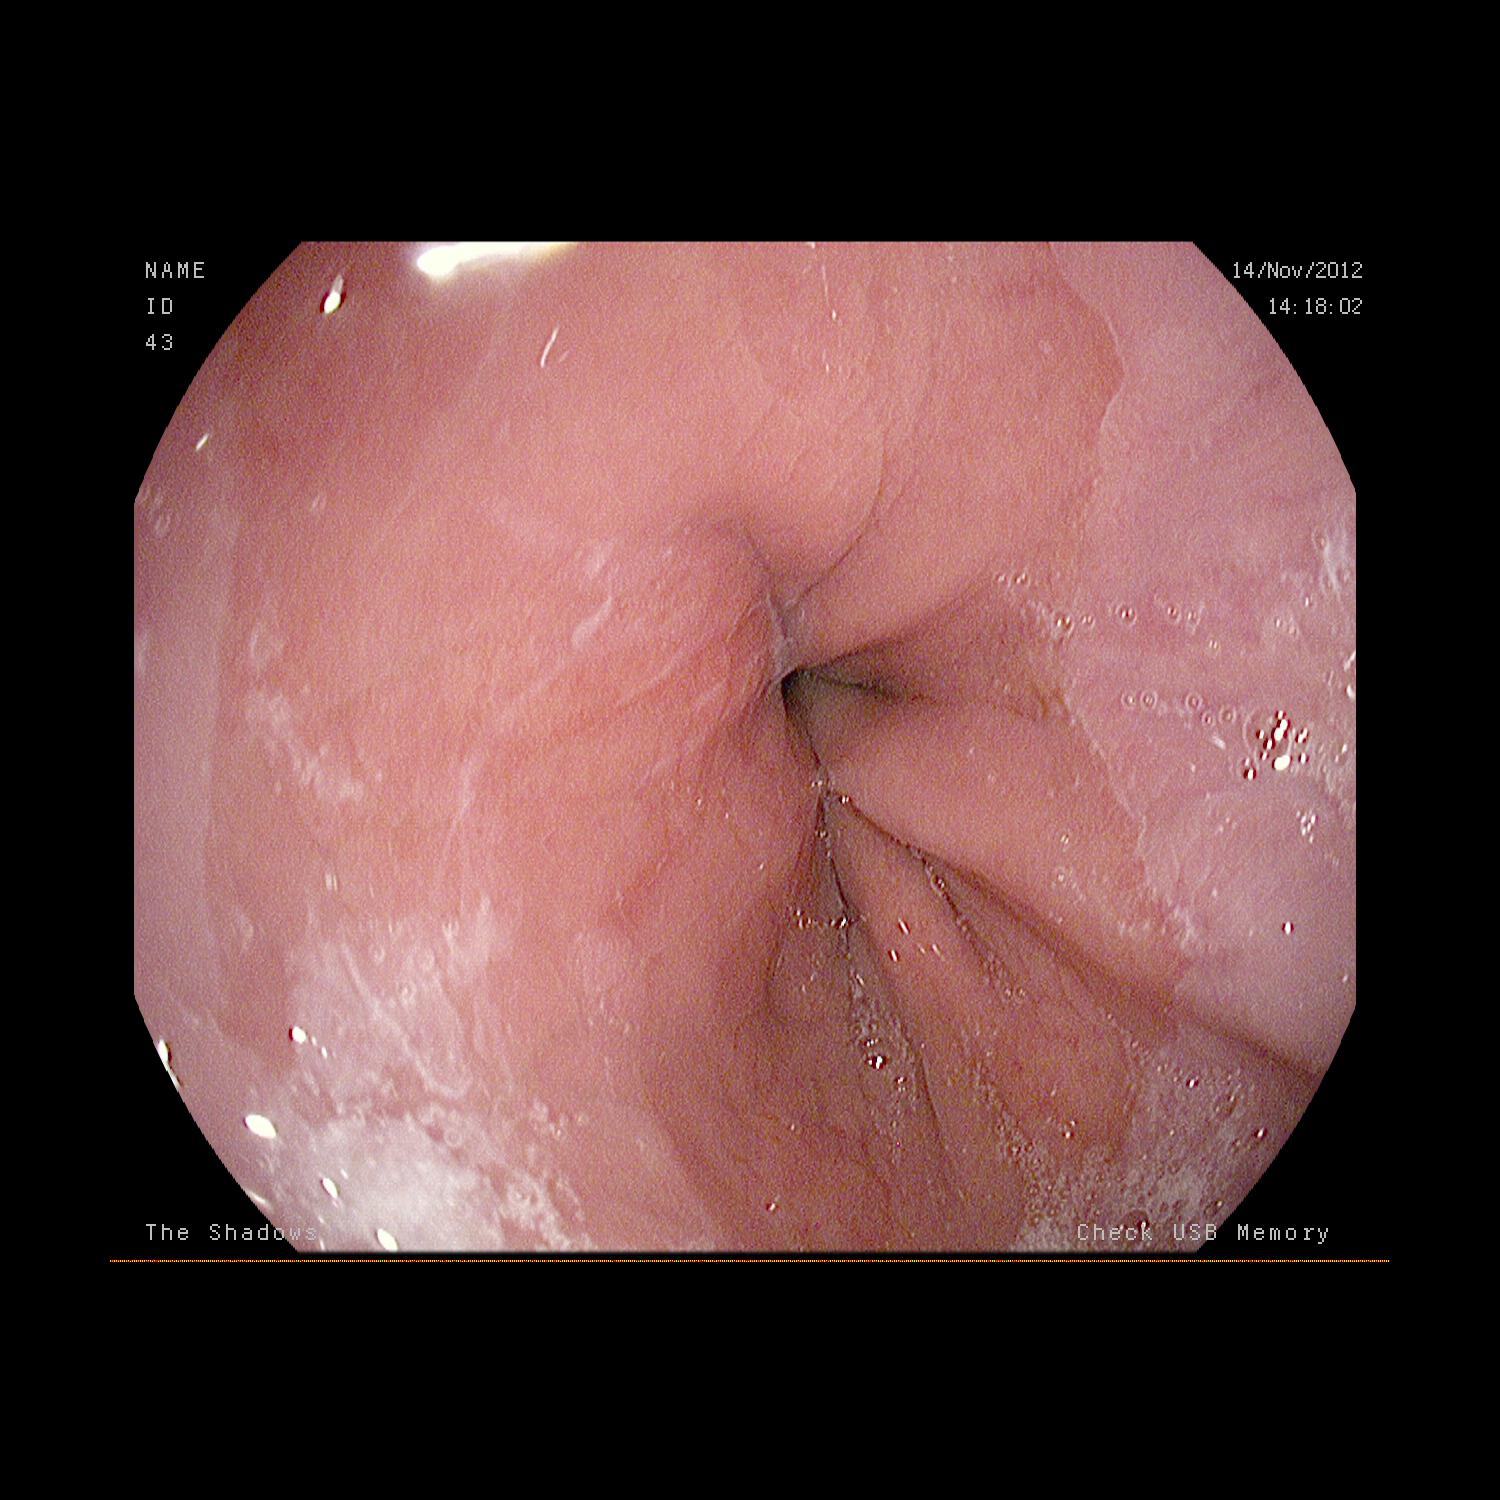 NAME
ID
43
14/Nov/2012
14:18:02
The Shadows
Check USB Memory